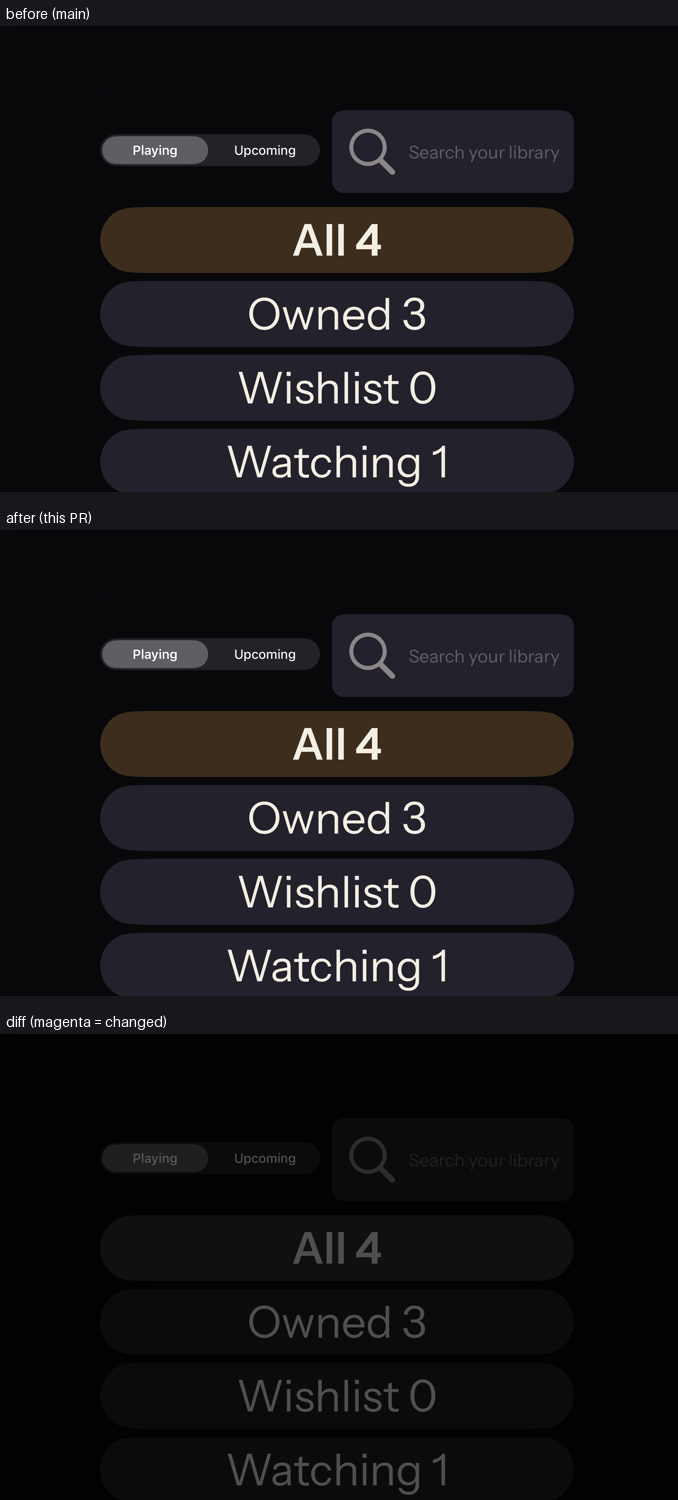 before (main)
Playing Upcoming Search your library
All 4
Owned 3
Wishlist 0
Watching 1
after (this PR)
Playing Upcoming Search your library
All 4
Owned 3
Wishlist 0
Watching 1
diff (magenta = changed)
Playing Upcoming Search your library
All 4
Owned 3
Wishlist 0
Watching 1